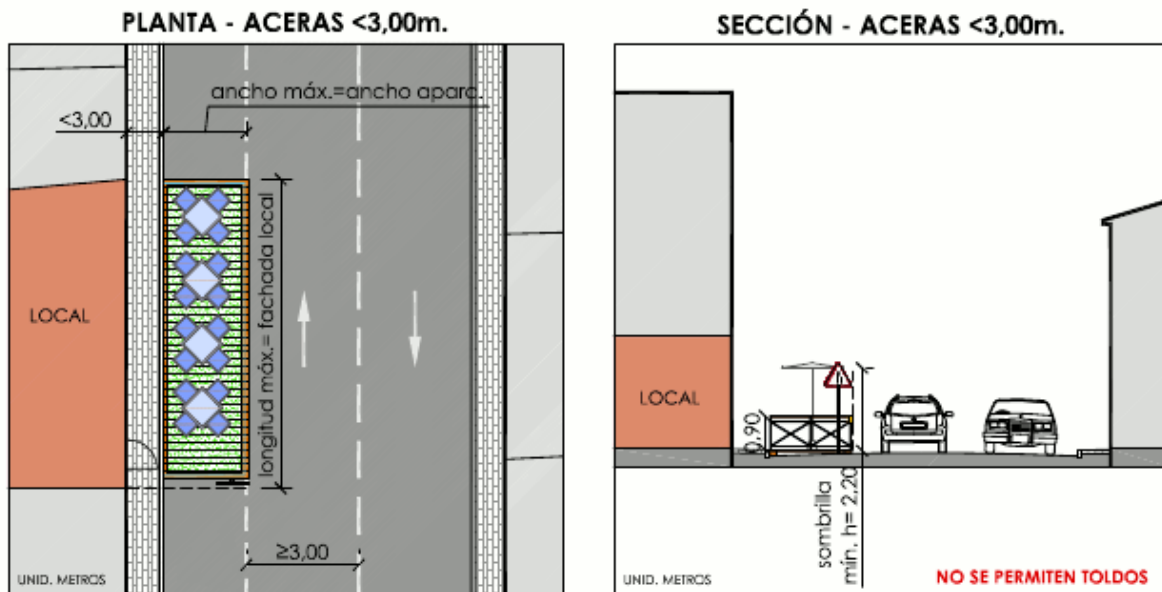 PLANTA - ACERAS <3,00m.
ancho máx.=ancho aparc.
<3,00
longitud máx.= fachada local
LOCAL
≥3,00
UNID. METROS
SECCIÓN - ACERAS <3,00m.
LOCAL
0,90
sombrilla
mín. h= 2,20
UNID. METROS
NO SE PERMITEN TOLDOS